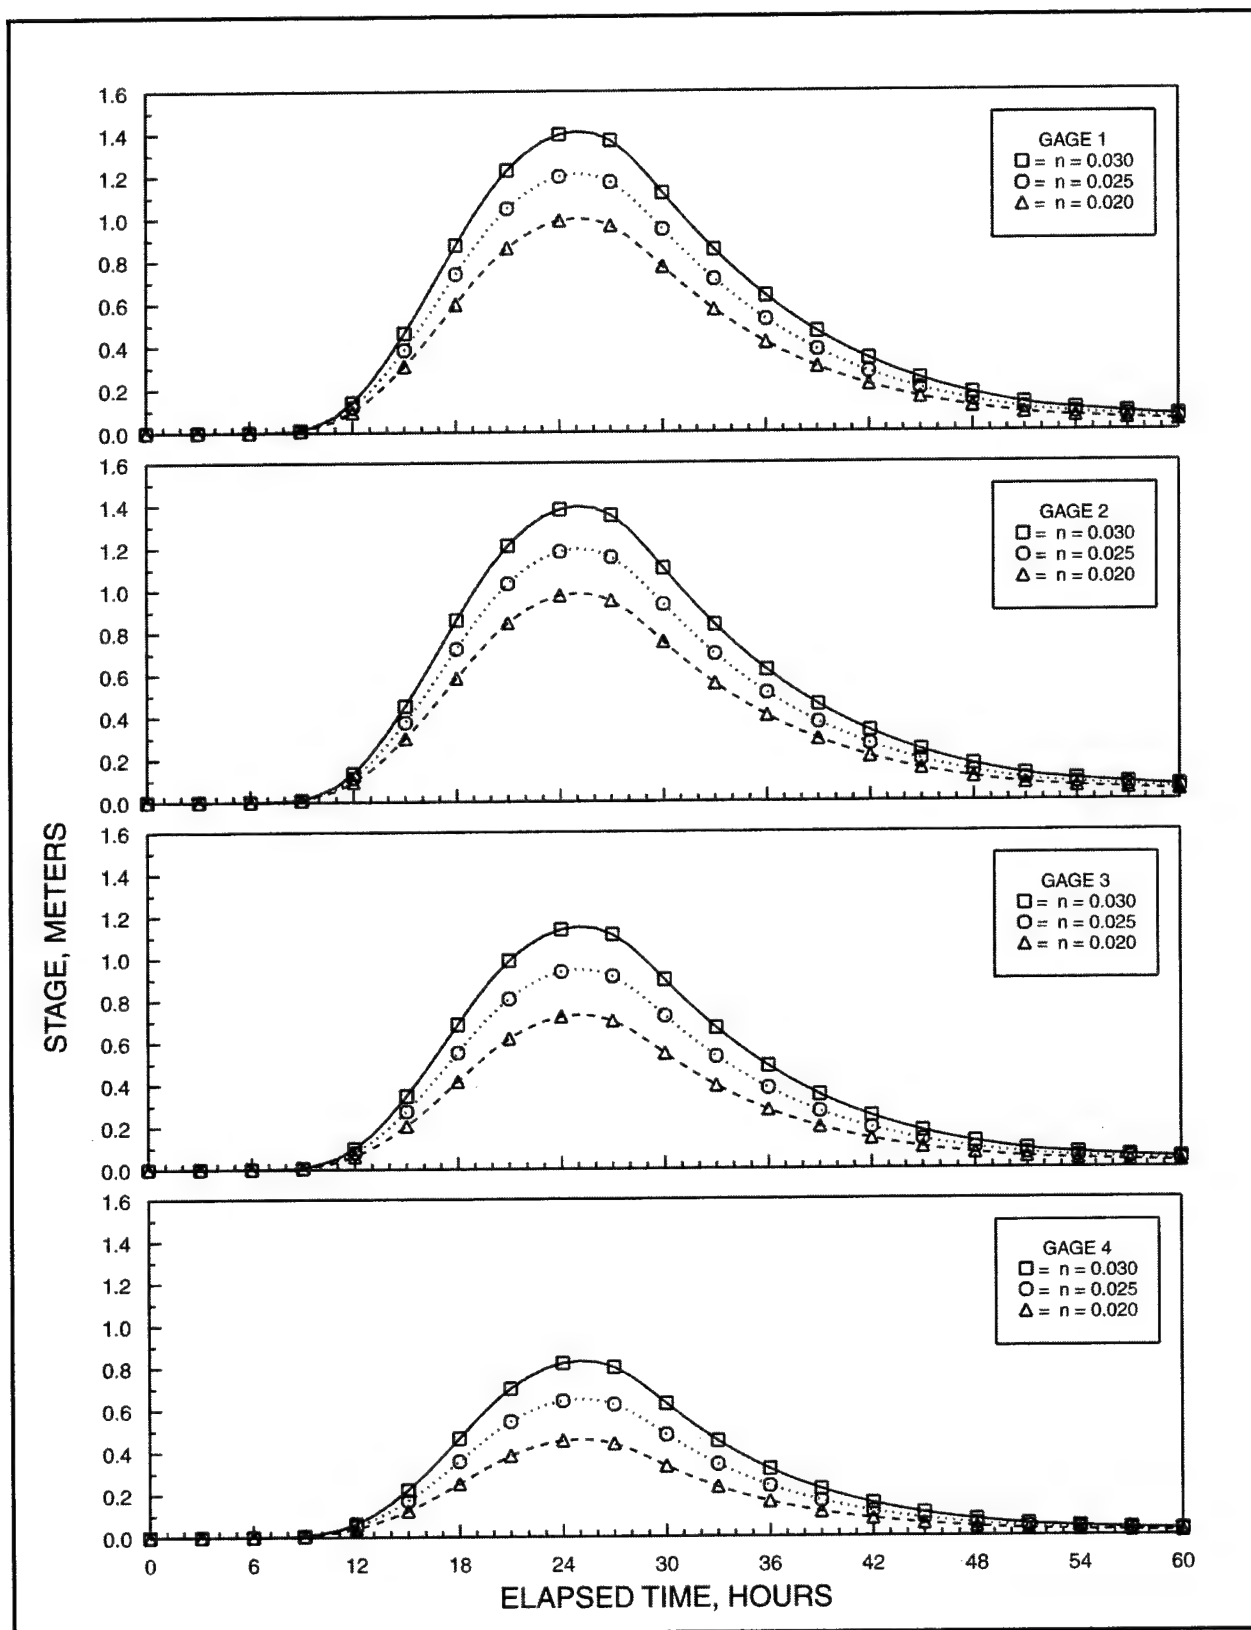 1.6
1.4
1.2
1.0
0.8
0.6
0.4
0.2
0.0
GAGE 1
= n = 0.030
= n = 0.025
= n = 0.020
1.6
1.4
1.2
1.0
0.8
0.6
0.4
0.2
0.0
GAGE 2
= n = 0.030
= n = 0.025
= n = 0.020
STAGE, METERS
1.6
1.4
1.2
1.0
0.8
0.6
0.4
0.2
0.0
GAGE 3
= n = 0.030
= n = 0.025
= n = 0.020
1.6
1.4
1.2
1.0
0.8
0.6
0.4
0.2
0.0
GAGE 4
= n = 0.030
= n = 0.025
= n = 0.020
0 6 12 18 24 30 36 42 48 54 60
ELAPSED TIME, HOURS